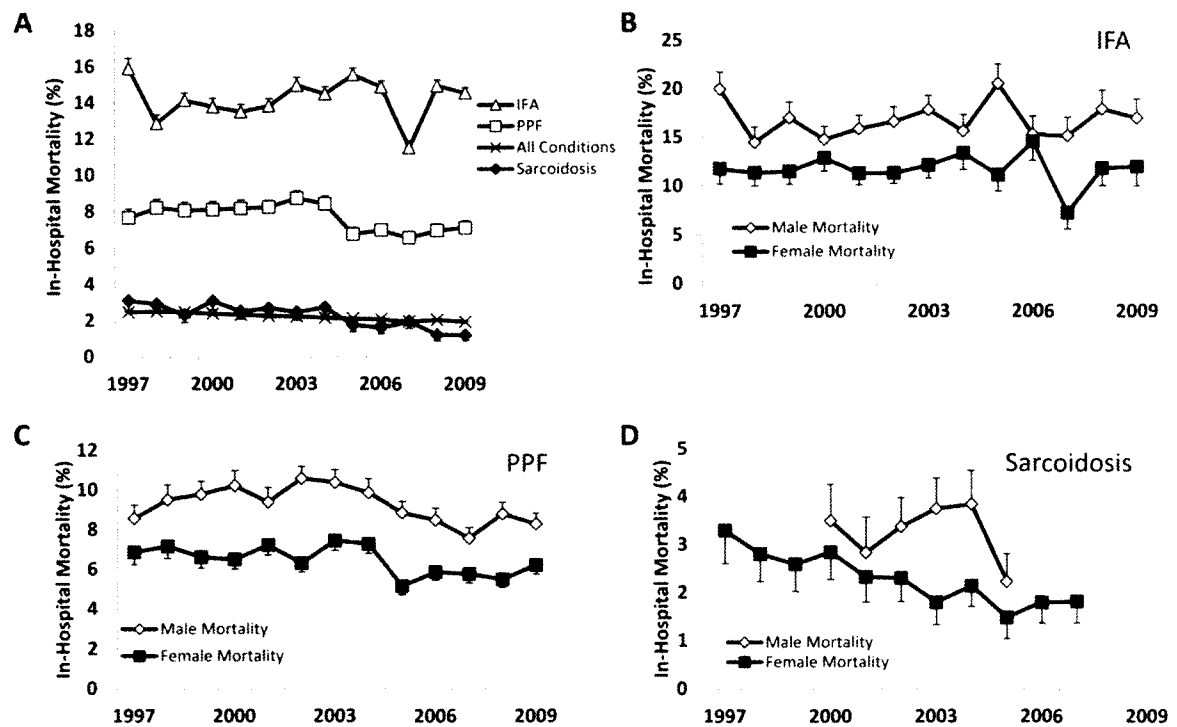 A
In-Hospital Mortality (%)
18
16
14
12
10
8
6
4
2
0
1997 2000 2003 2006 2009
IFA
PPF
All Conditions
Sarcoidosis
B
IFA
In-Hospital Mortality (%)
25
20
15
10
5
0
1997 2000 2003 2006 2009
Male Mortality
Female Mortality
C
PPF
In-Hospital Mortality (%)
12
10
8
6
4
2
0
1997 2000 2003 2006 2009
Male Mortality
Female Mortality
D
Sarcoidosis
In-Hospital Mortality (%)
5
4
3
2
1
0
1997 2000 2003 2006 2009
Male Mortality
Female Mortality